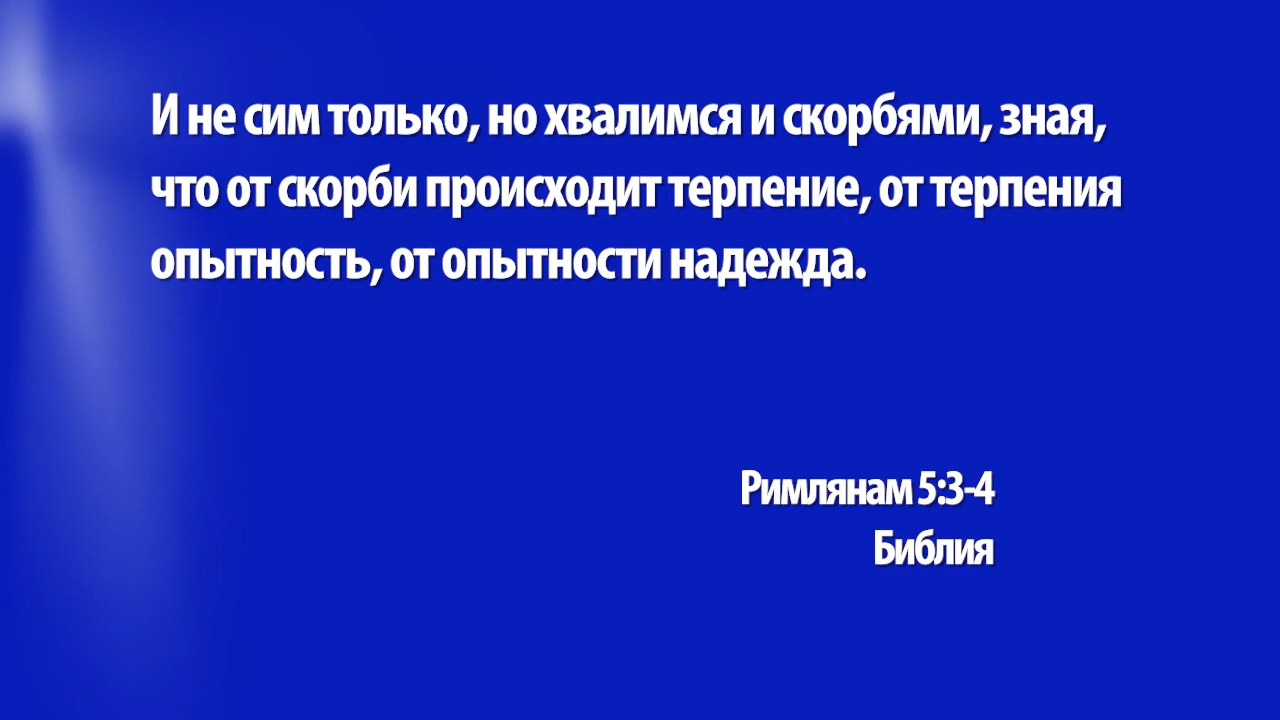 И не сим только, но хвалимся и скорбями, зная,
что от скорби происходит терпение, от терпения
опытность, от опытности надежда.
Римлянам 5:3-4
Библия